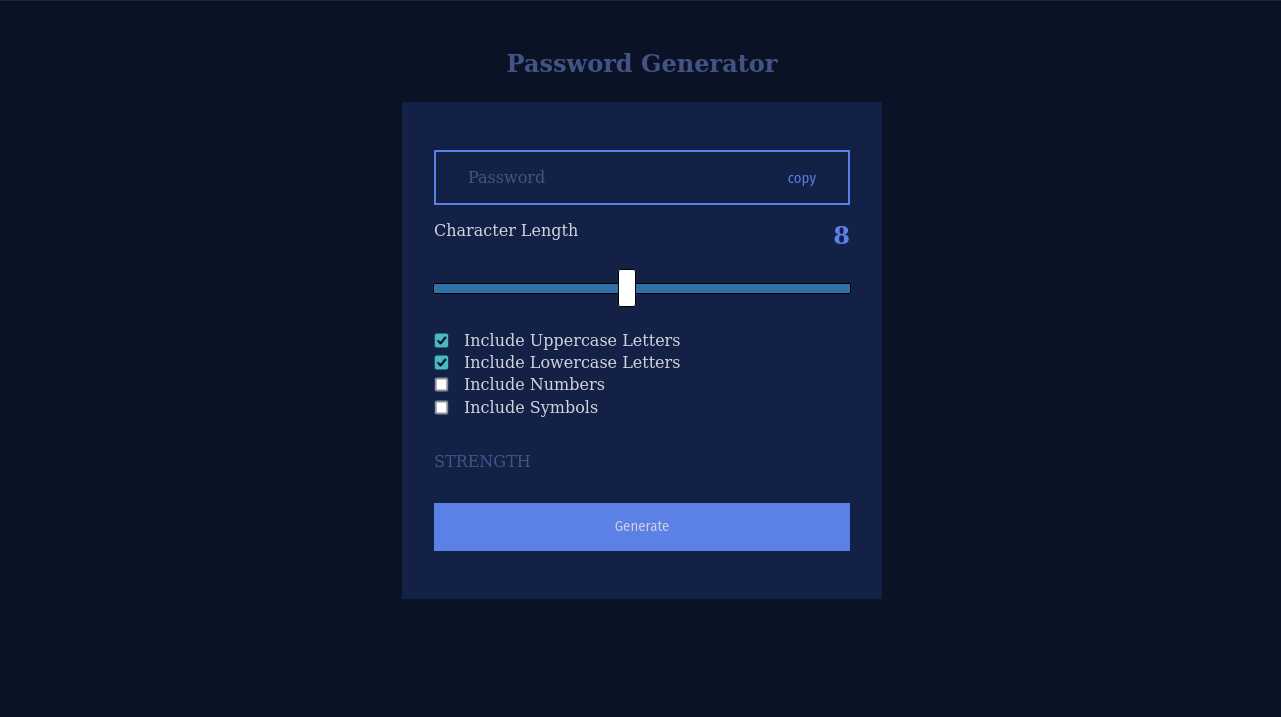 Password Generator
Password copy
Character Length 8
Include Uppercase Letters
Include Lowercase Letters
Include Numbers
Include Symbols
STRENGTH
Generate